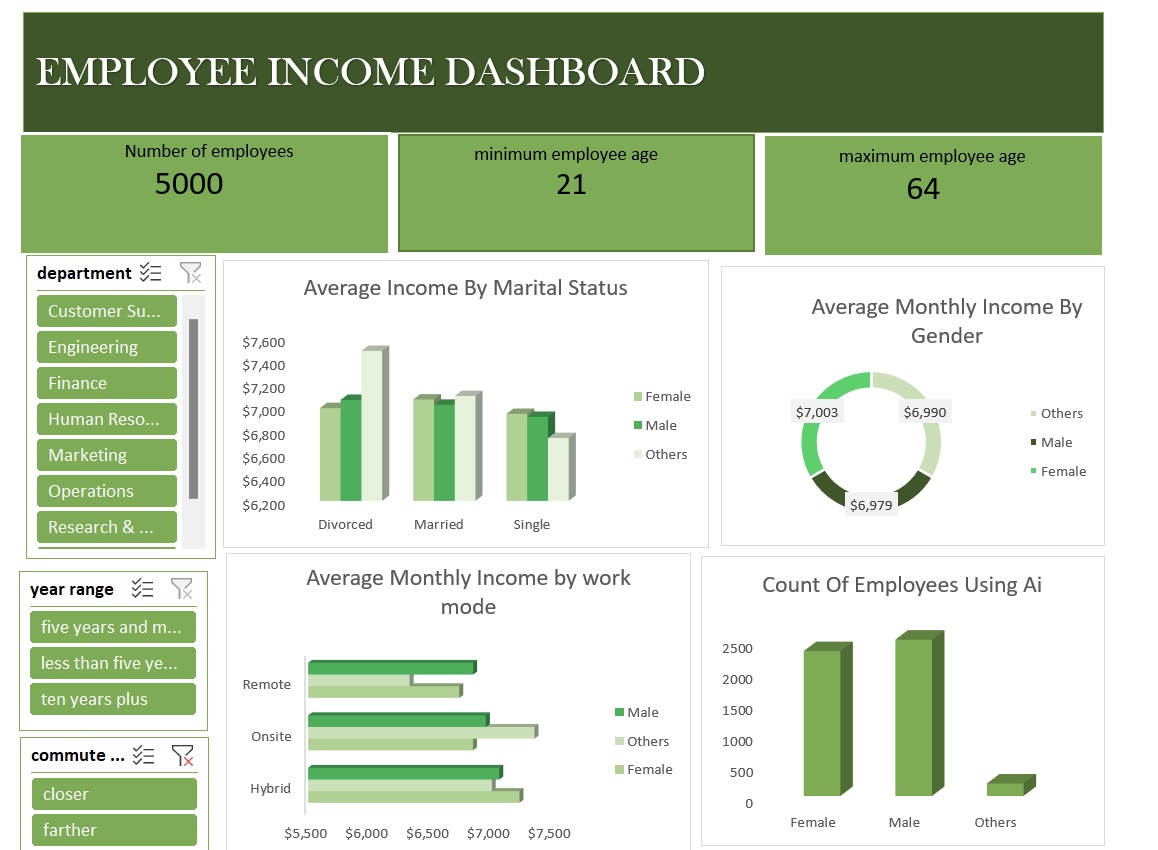 EMPLOYEE INCOME DASHBOARD
Number of employees
5000
minimum employee age
21
maximum employee age
64
department
Customer Su...
Engineering
Finance
Human Reso...
Marketing
Operations
Research & ...
year range
five years and m...
less than five ye...
ten years plus
commute ...
closer
farther
Average Income By Marital Status
$7,600
$7,400
$7,200
$7,000
$6,800
$6,600
$6,400
$6,200
Divorced
Married
Single
Female
Male
Others
Average Monthly Income By
Gender
$7,003
$6,990
$6,979
Others
Male
Female
Average Monthly Income by work
mode
Remote
Onsite
Hybrid
$5,500
$6,000
$6,500
$7,000
$7,500
Male
Others
Female
Count Of Employees Using Ai
2500
2000
1500
1000
500
0
Female
Male
Others